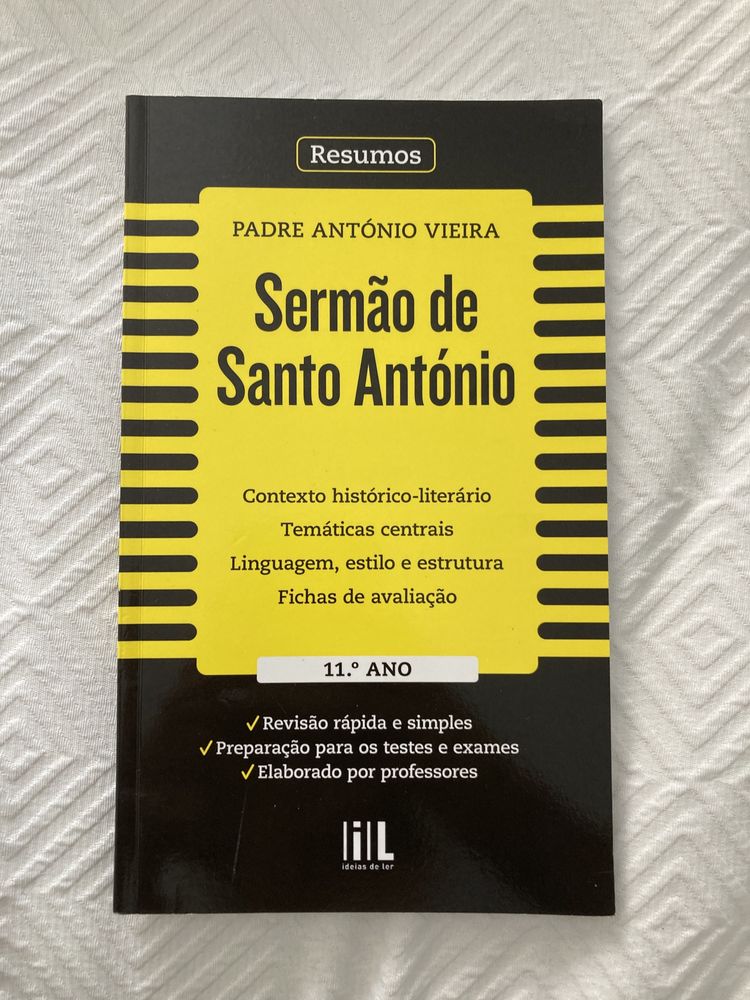 Resumos
PADRE ANTÓNIO VIEIRA
Sermão de
Santo António
Contexto histórico-literário
Temáticas centrais
Linguagem, estilo e estrutura
Fichas de avaliação
11.º ANO
✓Revisão rápida e simples
✓Preparação para os testes e exames
✓Elaborado por professores
|i|L
ideias de ler